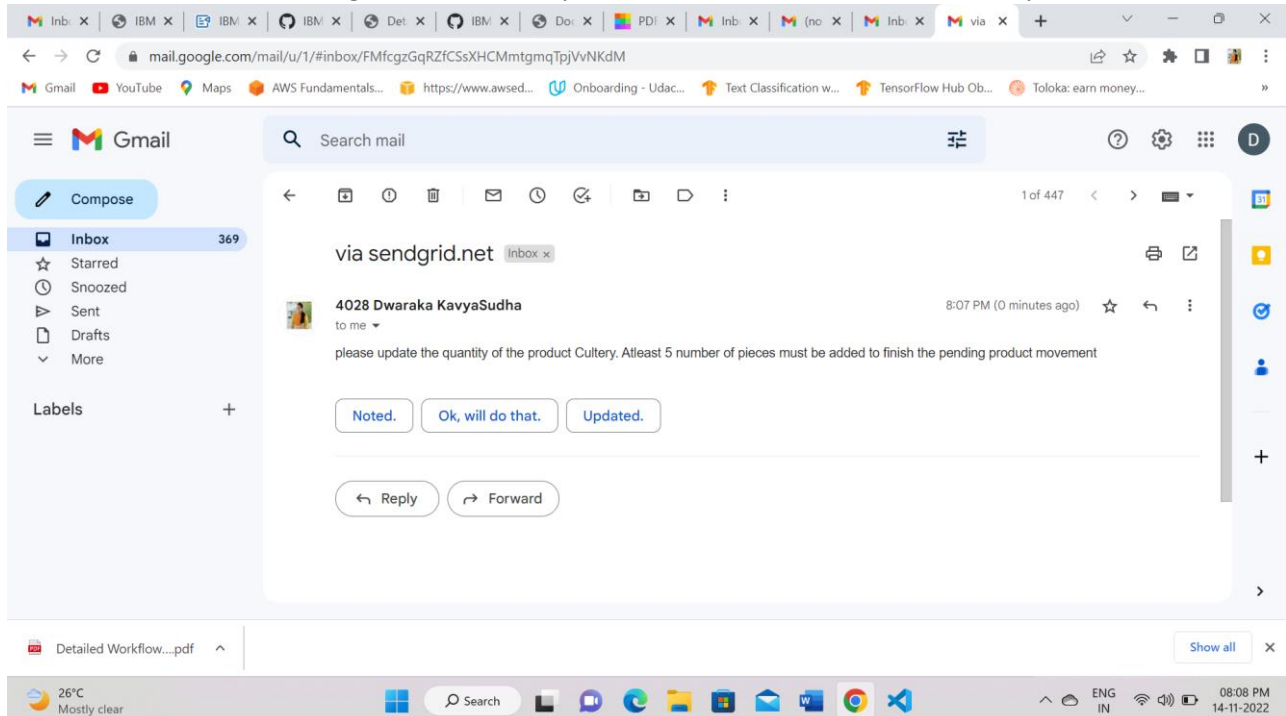 Inb
IBM
IBM
IBM
Det
IBM
Doc
PDF
Inb
(no
Inb
via
mail.google.com/mail/u/1/#inbox/FMfcgzGqRZfCSsXHCMmtgmqTpjVvNKdM
Gmail YouTube Maps AWS Fundamentals... https://www.awsed... Onboarding - Udac... Text Classification w... TensorFlow Hub Ob... Toloka: earn money... »
Gmail
Search mail
D
Compose
1 of 447
31
Inbox 369
Starred
Snoozed
Sent
Drafts
More
Labels +
via sendgrid.net Inbox x
4028 Dwaraka KavyaSudha 8:07 PM (0 minutes ago)
to me
please update the quantity of the product Cultery. Atleast 5 number of pieces must be added to finish the pending product movement
Noted. Ok, will do that. Updated.
Reply Forward
PDF Detailed Workflow....pdf Show all
26°C
Mostly clear
Search
ENG
IN
08:08 PM
14-11-2022